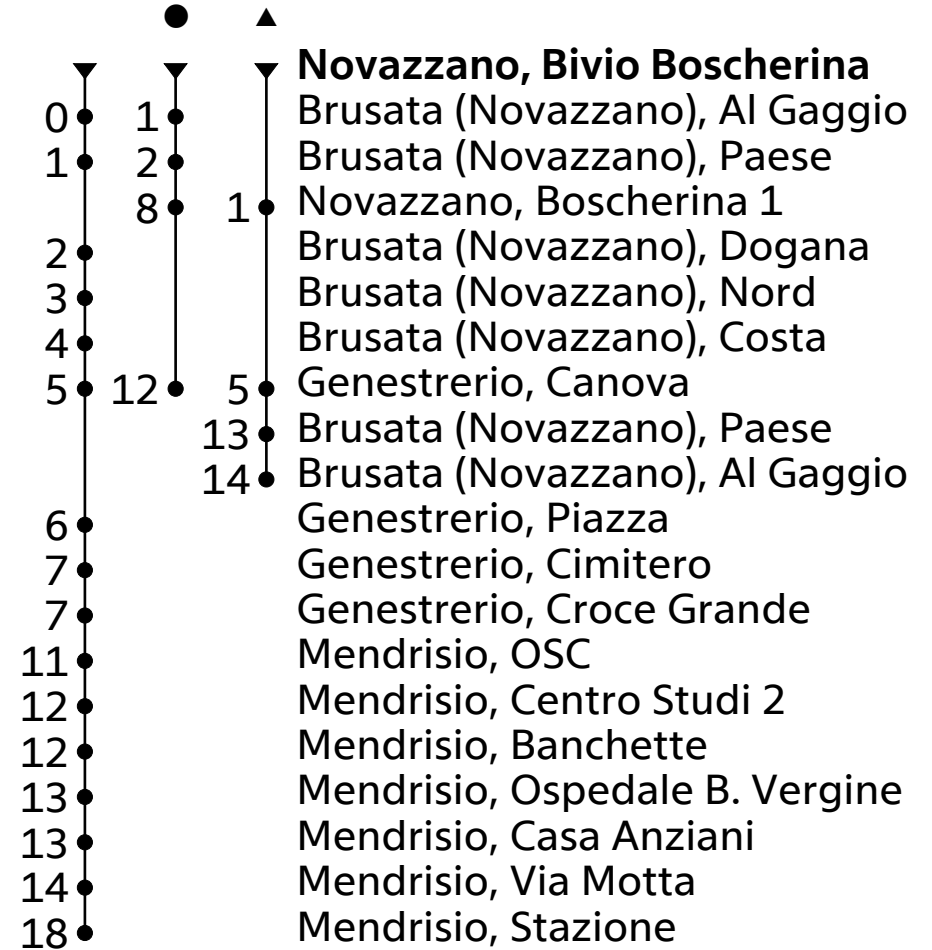 Novazzano, Bivio Boscherina
0 1 Brusata (Novazzano), Al Gaggio
1 2 Brusata (Novazzano), Paese
8 1 Novazzano, Boscherina 1
2 Brusata (Novazzano), Dogana
3 Brusata (Novazzano), Nord
4 Brusata (Novazzano), Costa
5 12 5 Genestrerio, Canova
13 Brusata (Novazzano), Paese
14 Brusata (Novazzano), Al Gaggio
6 Genestrerio, Piazza
7 Genestrerio, Cimitero
7 Genestrerio, Croce Grande
11 Mendrisio, OSC
12 Mendrisio, Centro Studi 2
12 Mendrisio, Banchette
13 Mendrisio, Ospedale B. Vergine
13 Mendrisio, Casa Anziani
14 Mendrisio, Via Motta
18 Mendrisio, Stazione